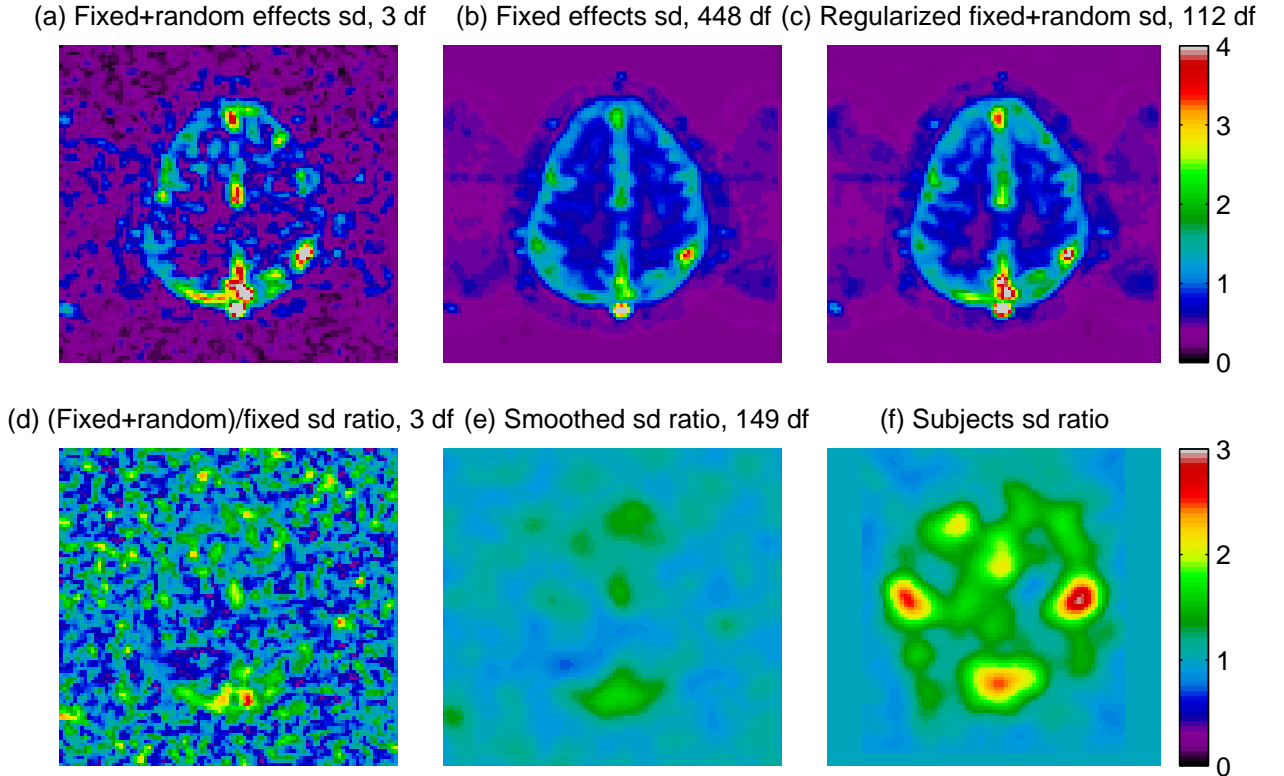 (a) Fixed+random effects sd, 3 df
(b) Fixed effects sd, 448 df
(c) Regularized fixed+random sd, 112 df
4
3
2
1
0
(d) (Fixed+random)/fixed sd ratio, 3 df
(e) Smoothed sd ratio, 149 df
(f) Subjects sd ratio
3
2
1
0